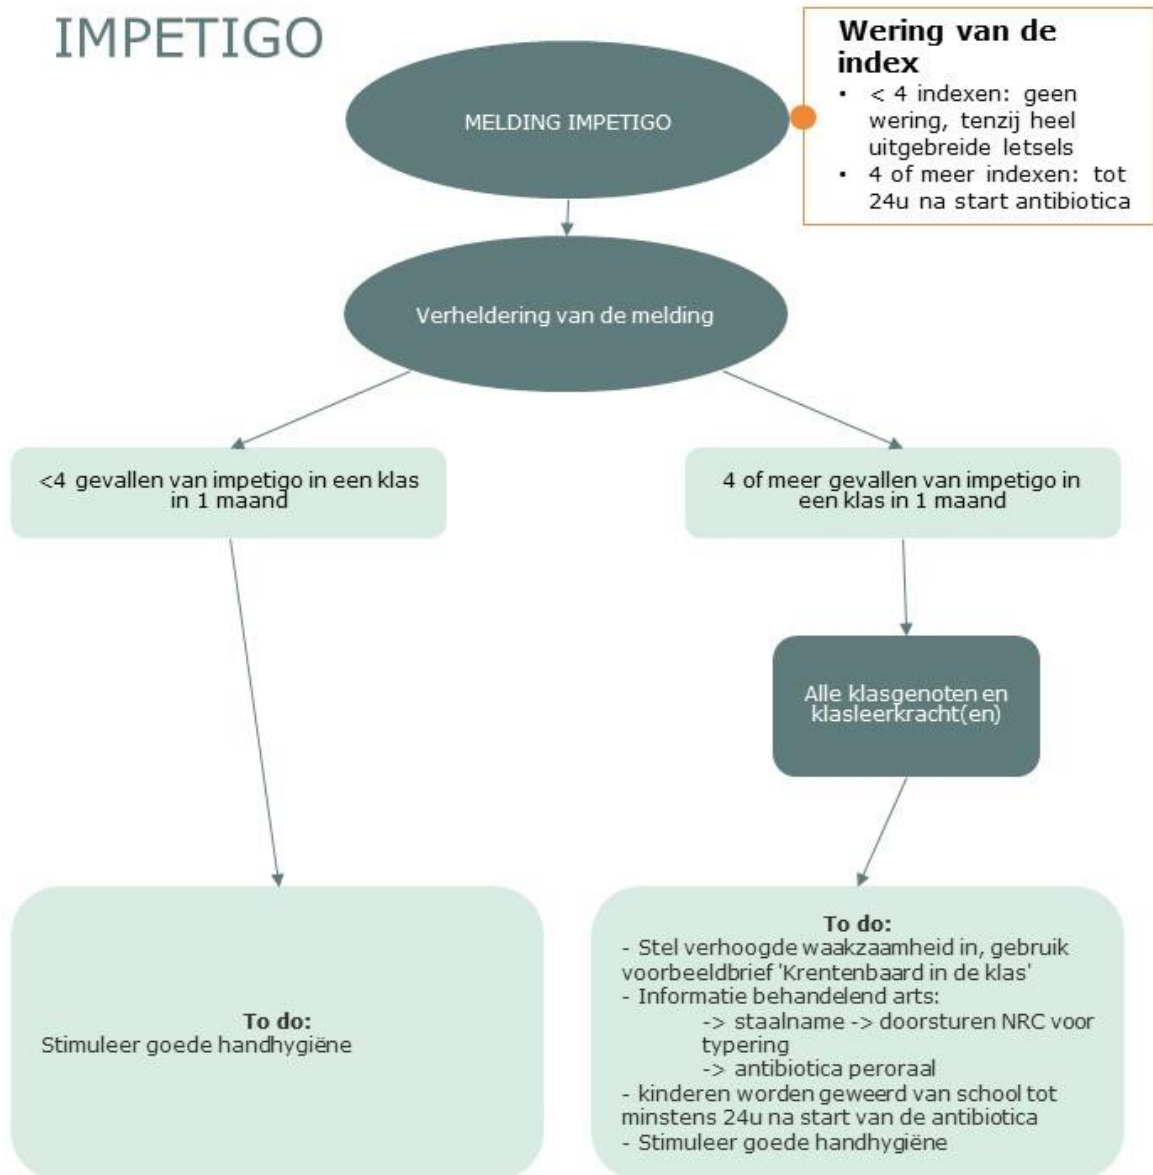 IMPETIGO
Wering van de
index
• < 4 indexen: geen
wering, tenzij heel
uitgebreide letsels
• 4 of meer indexen: tot
24u na start antibiotica
MELDING IMPETIGO
Verheldering van de melding
<4 gevallen van impetigo in een klas
in 1 maand
4 of meer gevallen van impetigo in
een klas in 1 maand
Alle klasgenoten en
klasleerkracht(en)
To do:
Stimuleer goede handhygiëne
To do:
- Stel verhoogde waakzaamheid in, gebruik
voorbeeldbrief 'Krentenbaard in de klas'
- Informatie behandelend arts:
-> staalname -> doorsturen NRC voor
typering
-> antibiotica peroraal
- kinderen worden geweerd van school tot
minstens 24u na start van de antibiotica
- Stimuleer goede handhygiëne